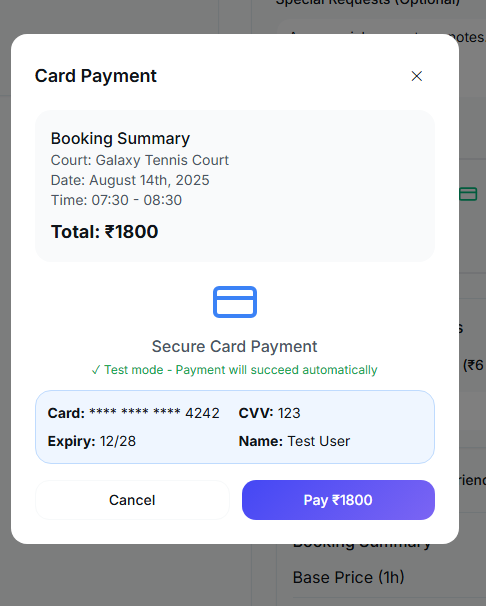 Special Requests (Optional)
notes.
Card Payment
Booking Summary
Court: Galaxy Tennis Court
Date: August 14th, 2025
Time: 07:30 - 08:30
Total: ₹1800
Secure Card Payment
✓ Test mode - Payment will succeed automatically
Card: **** **** **** 4242 CVV: 123
(₹6
Expiry: 12/28 Name: Test User
Cancel
Pay ₹1800
Booking Summary
Base Price (1h)